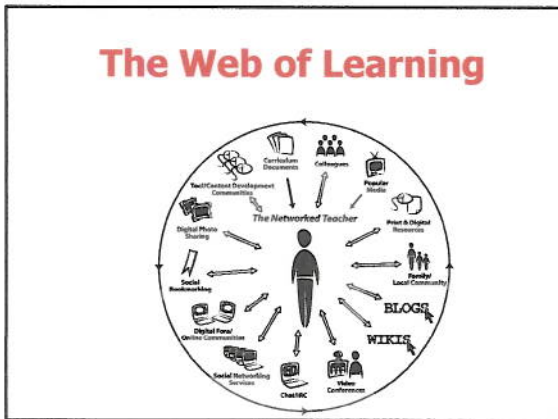 The Web of Learning
Curriculum
Documents
Colleagues
Popular
Media
Tool/Content Development
Communities
The Networked Teacher
Print & Digital
Resources
Digital Photo
Sharing
Family/
Local Community
Social
Bookmarking
BLOGS
Digital Fora/
Online Communities
WIKIS
Social Networking
Services
Chat/IRC
Video
Conferences